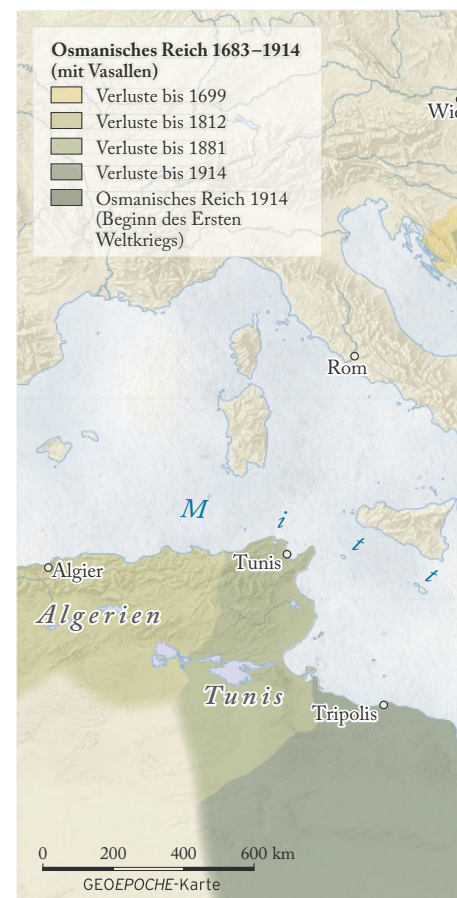 Osmanisches Reich 1683–1914
(mit Vasallen)
Verluste bis 1699
Verluste bis 1812
Verluste bis 1881
Verluste bis 1914
Osmanisches Reich 1914
(Beginn des Ersten
Weltkriegs)
Rom
M i t t
Tunis
Algier
Algerien
Tunis
Tripolis
0 200 400 600 km
GEOEPOCHE-Karte